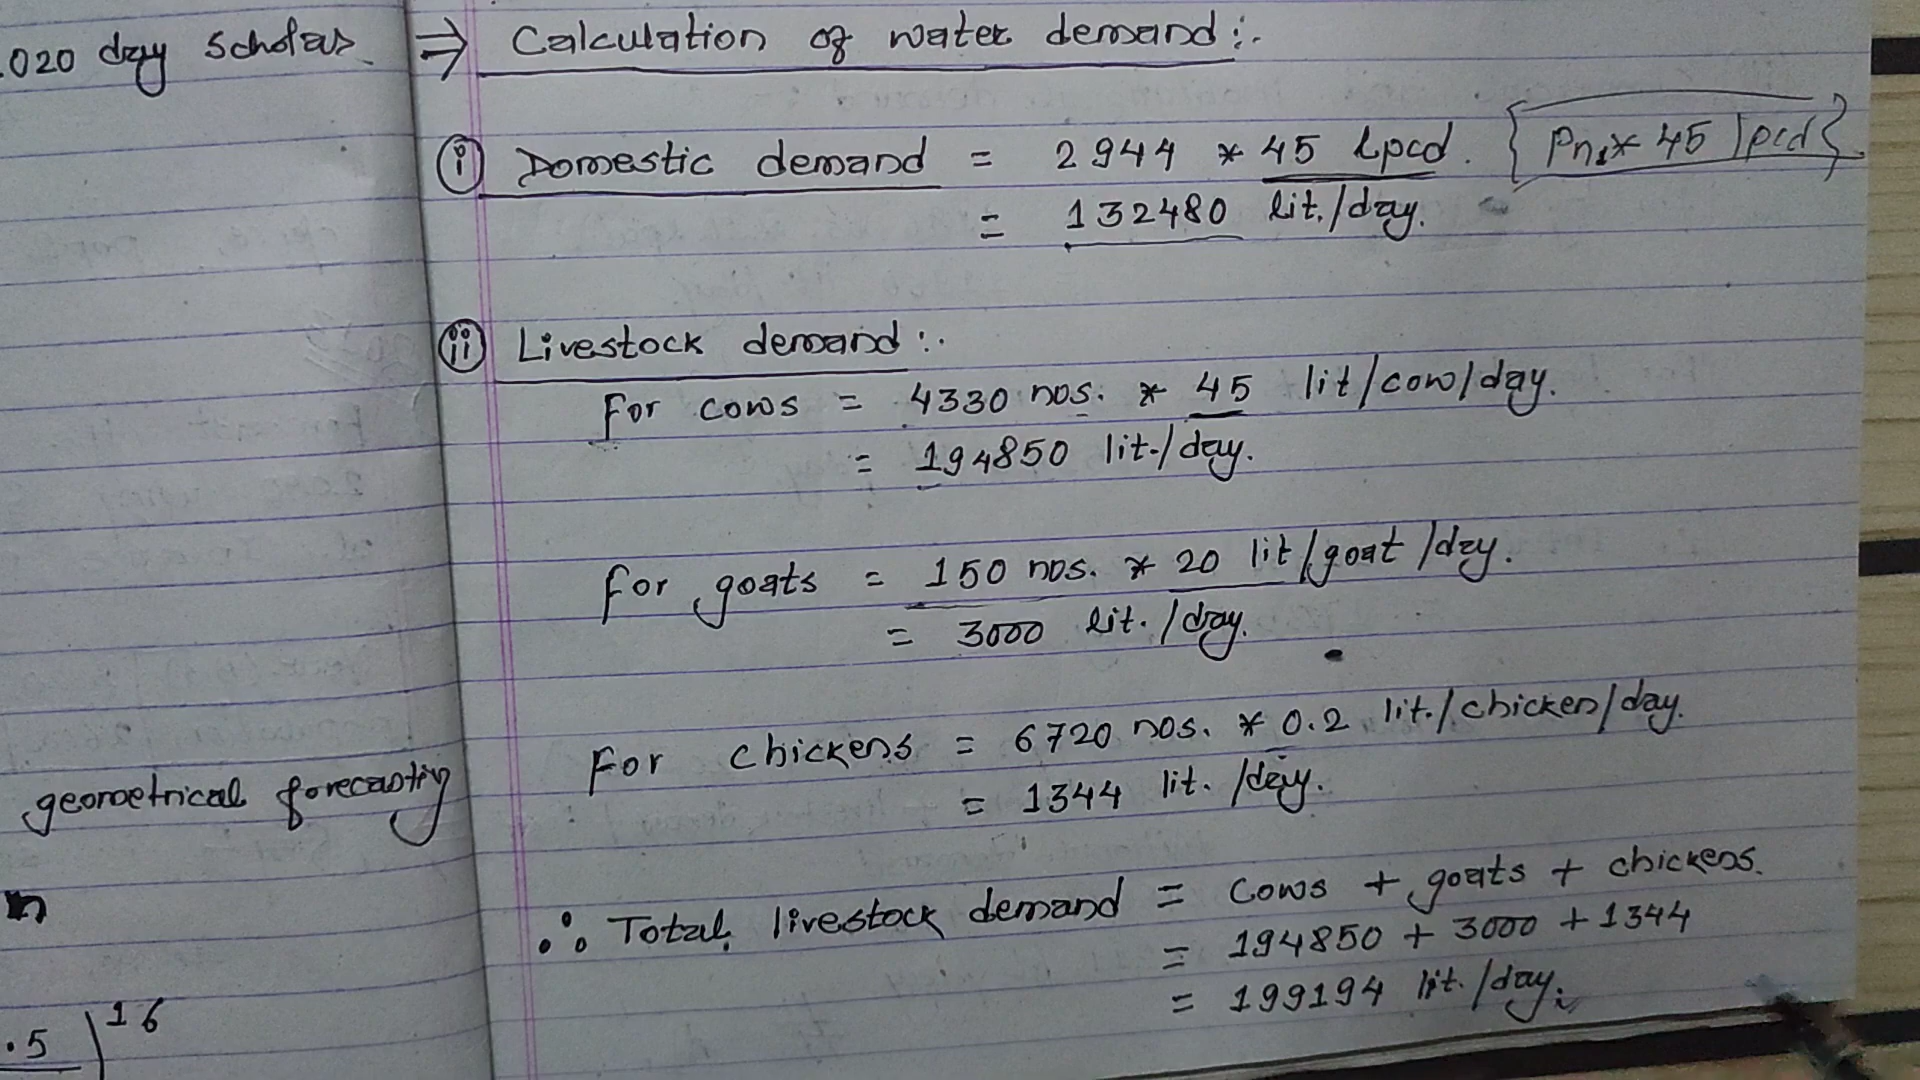 020 day scholar
geometrical forecasting
.5 16
⇒ Calculation of water demand :.
(i) Domestic demand = 2944 * 45 lpcd. {Pn * 45 lpcd}
= 132480 lit./day.
(ii) Livestock demand :.
For cows = 4330 nos. * 45 lit/cow/day.
= 194850 lit./day.
For goats = 150 nos. * 20 lit/goat/day.
= 3000 lit./day.
For chickens = 6720 nos. * 0.2 lit./chicken/day.
= 1344 lit./day.
∴ Total livestock demand = Cows + goats + chickens.
= 194850 + 3000 + 1344
= 199194 lit./day.